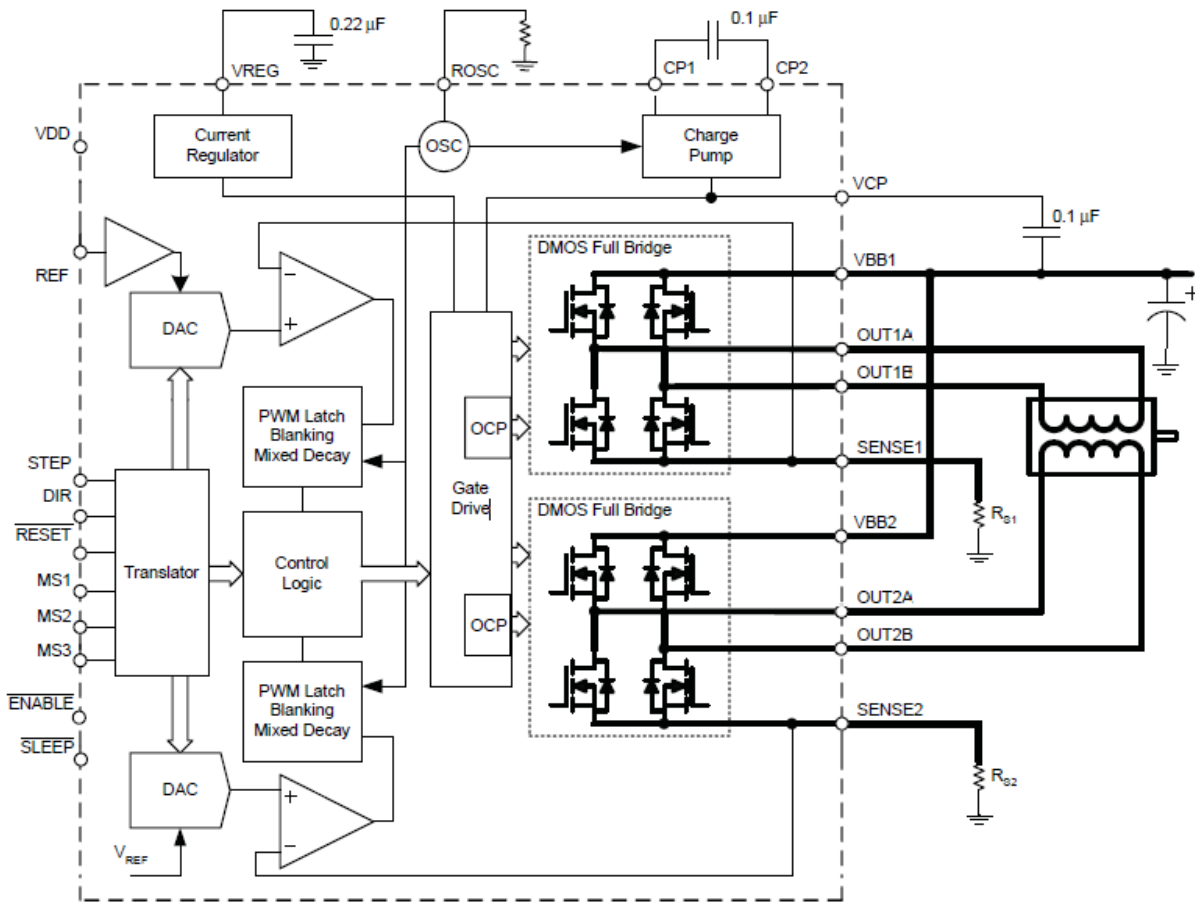 0.22 µF
0.1 µF
VREG
ROSC
CP1
CP2
VDD
Current
Regulator
OSC
Charge
Pump
VCP
0.1 µF
REF
DAC
−
+
DMOS Full Bridge
VBB1
+
OUT1A
OUT1B
PWM Latch
Blanking
Mixed Decay
OCP
SENSE1
STEP
DIR
RESET
MS1
MS2
MS3
Translator
Control
Logic
Gate
Drive
DMOS Full Bridge
VBB2
RS1
OCP
OUT2A
OUT2B
ENABLE
SLEEP
PWM Latch
Blanking
Mixed Decay
SENSE2
DAC
+
−
RS2
VREF